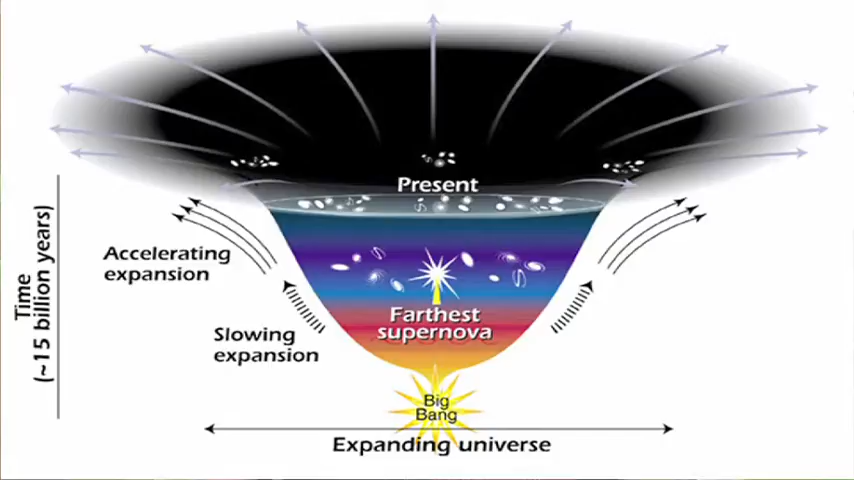 Present
Accelerating
expansion
Time
(~15 billion years)
Slowing
expansion
Farthest
supernova
Big
Bang
Expanding universe